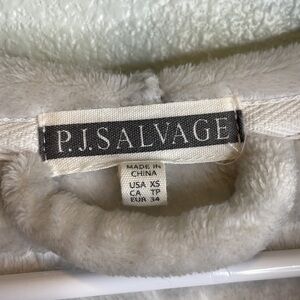 P.J.SALVAGE
MADE IN
CHINA
USA XS
CA TP
EUR 34